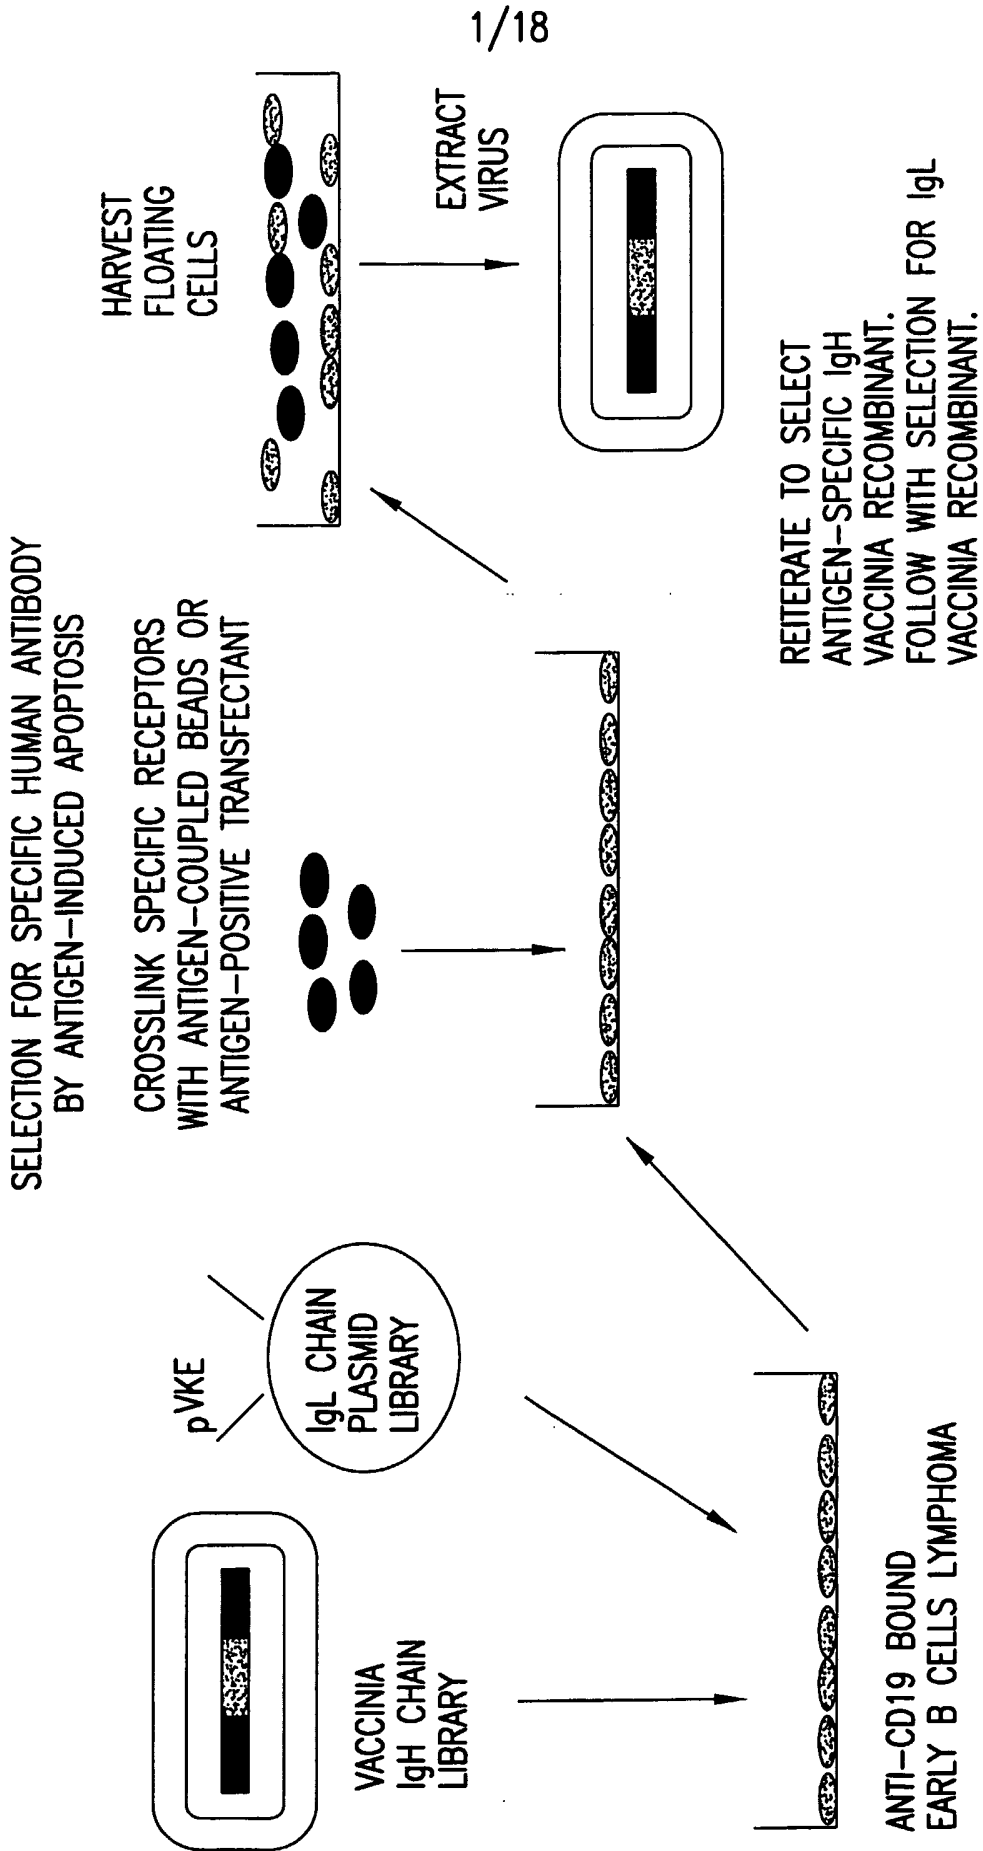 1/18
SELECTION FOR SPECIFIC HUMAN ANTIBODY
BY ANTIGEN-INDUCED APOPTOSIS
VACCINIA
IgH CHAIN
LIBRARY
pVKE
IgL CHAIN
PLASMID
LIBRARY
ANTI-CD19 BOUND
EARLY B CELLS LYMPHOMA
CROSSLINK SPECIFIC RECEPTORS
WITH ANTIGEN-COUPLED BEADS OR
ANTIGEN-POSITIVE TRANSFECTANT
HARVEST
FLOATING
CELLS
EXTRACT
VIRUS
REITERATE TO SELECT
ANTIGEN-SPECIFIC IgH
VACCINIA RECOMBINANT.
FOLLOW WITH SELECTION FOR IgL
VACCINIA RECOMBINANT.